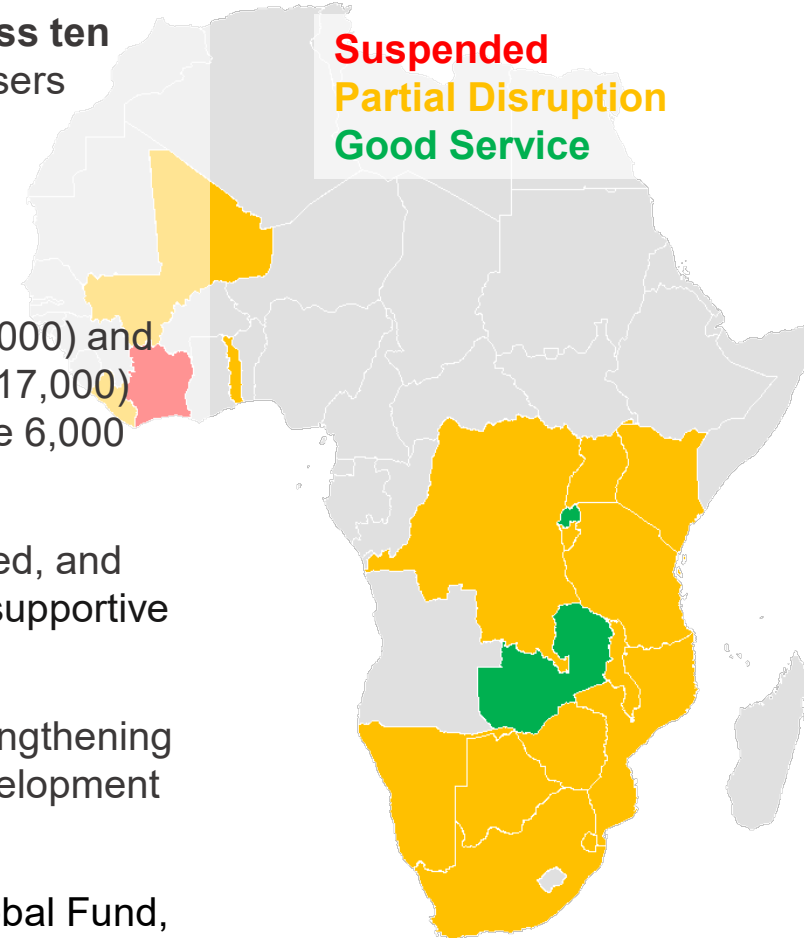 ss ten
sers
Suspended
Partial Disruption
Good Service
000) and
17,000)
e 6,000
ed, and
supportive
ngthening
velopment
bal Fund,